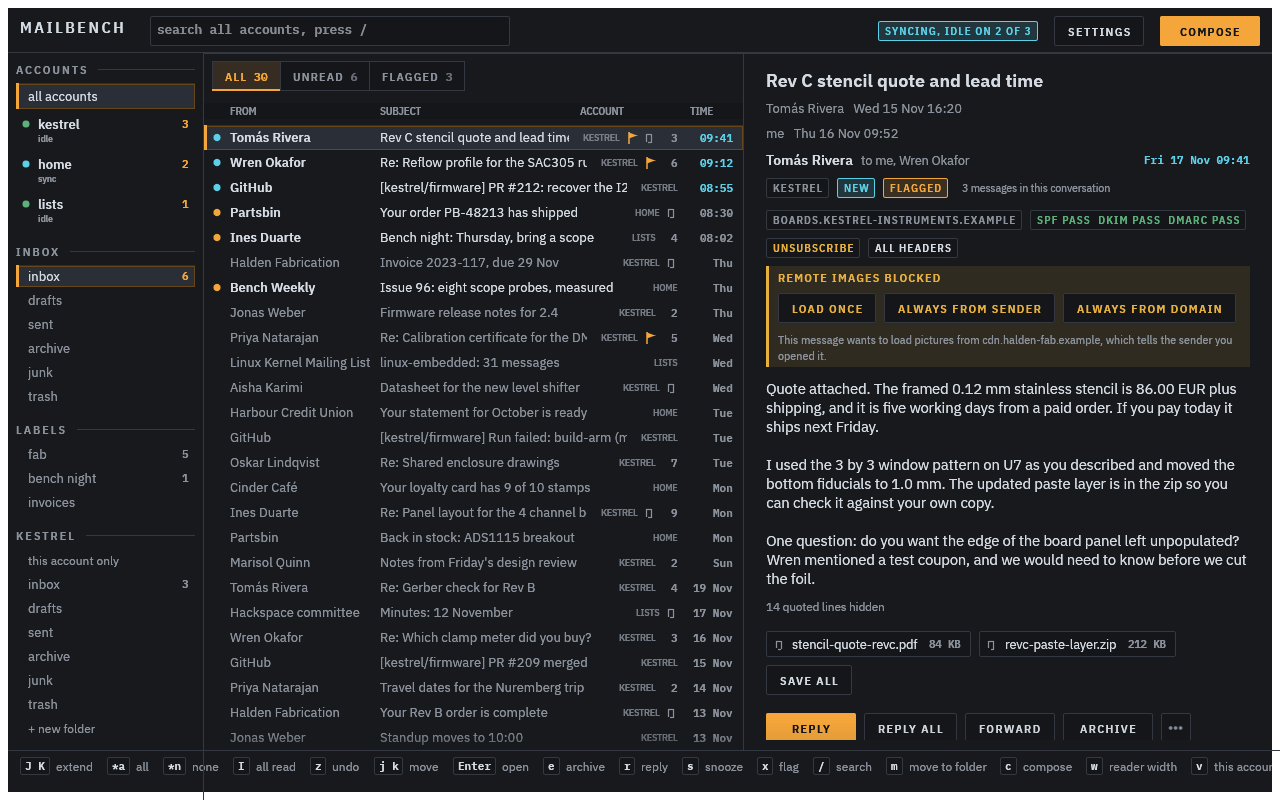 MAILBENCH
search all accounts, press /
SYNCING, IDLE ON 2 OF 3
SETTINGS
COMPOSE
ACCOUNTS
all accounts
kestrel 3
idle
home 2
sync
lists 1
idle
INBOX
inbox 6
drafts
sent
archive
junk
trash
LABELS
fab 5
bench night 1
invoices
KESTREL
this account only
inbox 3
drafts
sent
archive
junk
trash
+ new folder
ALL 30 UNREAD 6 FLAGGED 3
FROM SUBJECT ACCOUNT TIME
Tomás Rivera Rev C stencil quote and lead time KESTREL 3 09:41
Wren Okafor Re: Reflow profile for the SAC305 ru KESTREL 6 09:12
GitHub [kestrel/firmware] PR #212: recover the I2 KESTREL 08:55
Partsbin Your order PB-48213 has shipped HOME 08:30
Ines Duarte Bench night: Thursday, bring a scope LISTS 4 08:02
Halden Fabrication Invoice 2023-117, due 29 Nov KESTREL Thu
Bench Weekly Issue 96: eight scope probes, measured HOME Thu
Jonas Weber Firmware release notes for 2.4 KESTREL 2 Thu
Priya Natarajan Re: Calibration certificate for the DM KESTREL 5 Wed
Linux Kernel Mailing List linux-embedded: 31 messages LISTS Wed
Aisha Karimi Datasheet for the new level shifter KESTREL Wed
Harbour Credit Union Your statement for October is ready HOME Tue
GitHub [kestrel/firmware] Run failed: build-arm (m KESTREL Tue
Oskar Lindqvist Re: Shared enclosure drawings KESTREL 7 Tue
Cinder Café Your loyalty card has 9 of 10 stamps HOME Mon
Ines Duarte Re: Panel layout for the 4 channel b KESTREL 9 Mon
Partsbin Back in stock: ADS1115 breakout HOME Mon
Marisol Quinn Notes from Friday's design review KESTREL 2 Sun
Tomás Rivera Re: Gerber check for Rev B KESTREL 4 19 Nov
Hackspace committee Minutes: 12 November LISTS 17 Nov
Wren Okafor Re: Which clamp meter did you buy? KESTREL 3 16 Nov
GitHub [kestrel/firmware] PR #209 merged KESTREL 15 Nov
Priya Natarajan Travel dates for the Nuremberg trip KESTREL 2 14 Nov
Halden Fabrication Your Rev B order is complete KESTREL 13 Nov
Jonas Weber Standup moves to 10:00 KESTREL 13 Nov
Rev C stencil quote and lead time
Tomás Rivera Wed 15 Nov 16:20
me Thu 16 Nov 09:52
Tomás Rivera to me, Wren Okafor Fri 17 Nov 09:41
KESTREL NEW FLAGGED 3 messages in this conversation
BOARDS.KESTREL-INSTRUMENTS.EXAMPLE SPF PASS DKIM PASS DMARC PASS
UNSUBSCRIBE ALL HEADERS
REMOTE IMAGES BLOCKED
LOAD ONCE ALWAYS FROM SENDER ALWAYS FROM DOMAIN
This message wants to load pictures from cdn.halden-fab.example, which tells the sender you
opened it.
Quote attached. The framed 0.12 mm stainless stencil is 86.00 EUR plus
shipping, and it is five working days from a paid order. If you pay today it
ships next Friday.
I used the 3 by 3 window pattern on U7 as you described and moved the
bottom fiducials to 1.0 mm. The updated paste layer is in the zip so you
can check it against your own copy.
One question: do you want the edge of the board panel left unpopulated?
Wren mentioned a test coupon, and we would need to know before we cut
the foil.
14 quoted lines hidden
stencil-quote-revc.pdf 84 KB revc-paste-layer.zip 212 KB
SAVE ALL
REPLY REPLY ALL FORWARD ARCHIVE •••
J K extend *a all *n none I all read z undo j k move Enter open e archive r reply s snooze x flag / search m move to folder c compose w reader width v this accoun